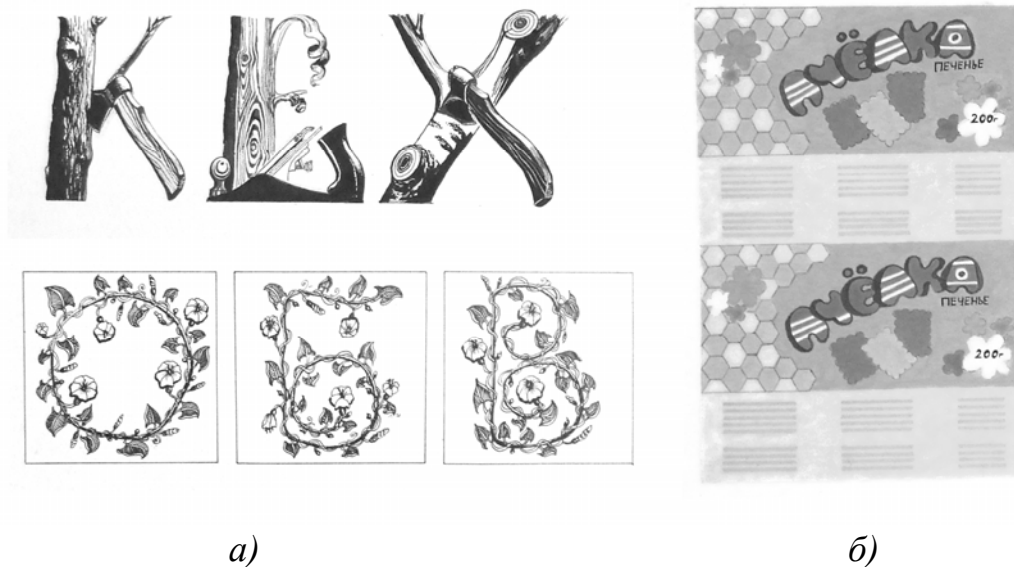 К Е Х
О Б В
ПЧЁЛКА
ПЕЧЕНЬЕ
200г
ПЧЁЛКА
ПЕЧЕНЬЕ
200г
а) б)